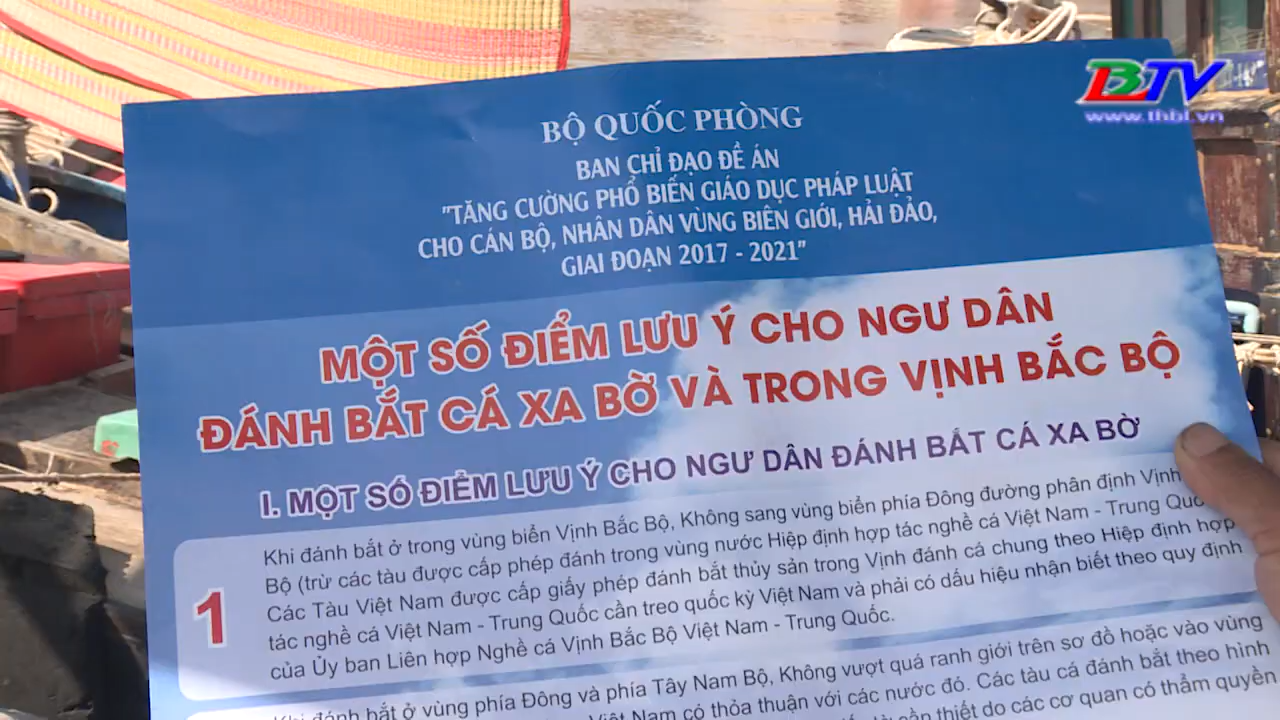 BTV
www.thbl.vn
BỘ QUỐC PHÒNG
BAN CHỈ ĐẠO ĐỀ ÁN
"TĂNG CƯỜNG PHỔ BIẾN GIÁO DỤC PHÁP LUẬT
CHO CÁN BỘ, NHÂN DÂN VÙNG BIÊN GIỚI, HẢI ĐẢO,
GIAI ĐOẠN 2017 - 2021"
MỘT SỐ ĐIỂM LƯU Ý CHO NGƯ DÂN
ĐÁNH BẮT CÁ XA BỜ VÀ TRONG VỊNH BẮC BỘ
I. MỘT SỐ ĐIỂM LƯU Ý CHO NGƯ DÂN ĐÁNH BẮT CÁ XA BỜ
1
Khi đánh bắt ở trong vùng biển Vịnh Bắc Bộ, Không sang vùng biển phía Đông đường phân định Vịnh
Bộ (trừ các tàu được cấp phép đánh trong vùng nước Hiệp định hợp tác nghề cá Việt Nam - Trung Quố
Các Tàu Việt Nam được cấp giấy phép đánh bắt thủy sản trong Vịnh đánh cá chung theo Hiệp định hợp
tác nghề cá Việt Nam - Trung Quốc cần treo quốc kỳ Việt Nam và phải có dấu hiệu nhận biết theo quy định
của Ủy ban Liên hợp Nghề cá Vịnh Bắc Bộ Việt Nam - Trung Quốc.
Khi đánh bắt ở vùng phía Đông và phía Tây Nam Bộ, Không vượt quá ranh giới trên sơ đồ hoặc vào vùng
Việt Nam có thỏa thuận với các nước đó. Các tàu cá đánh bắt theo hình
cần thiết do các cơ quan có thẩm quyền